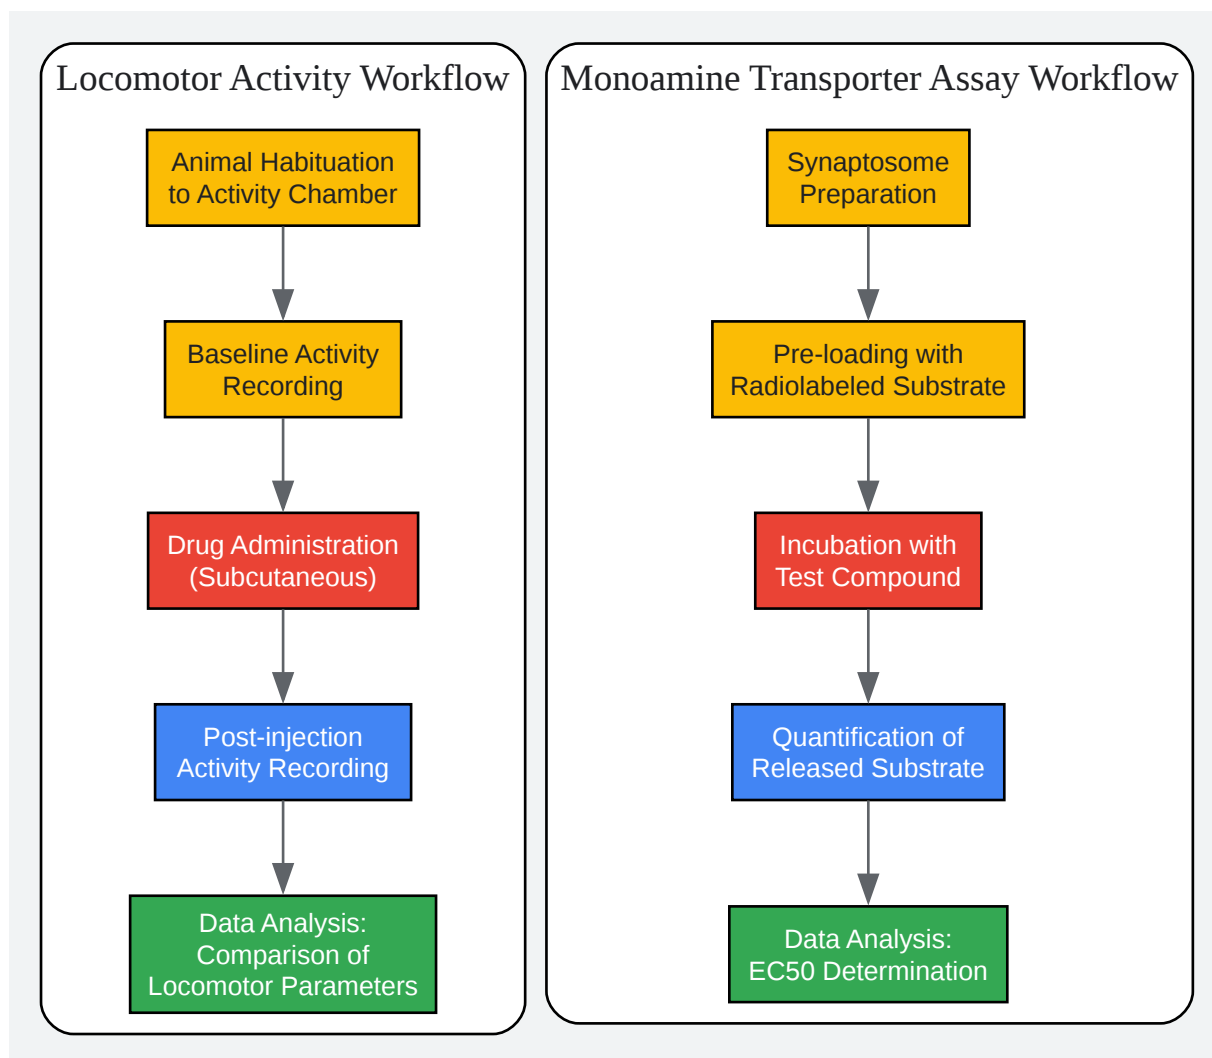 Locomotor Activity Workflow
Animal Habituation
to Activity Chamber
Baseline Activity
Recording
Drug Administration
(Subcutaneous)
Post-injection
Activity Recording
Data Analysis:
Comparison of
Locomotor Parameters
Monoamine Transporter Assay Workflow
Synaptosome
Preparation
Pre-loading with
Radiolabeled Substrate
Incubation with
Test Compound
Quantification of
Released Substrate
Data Analysis:
EC50 Determination